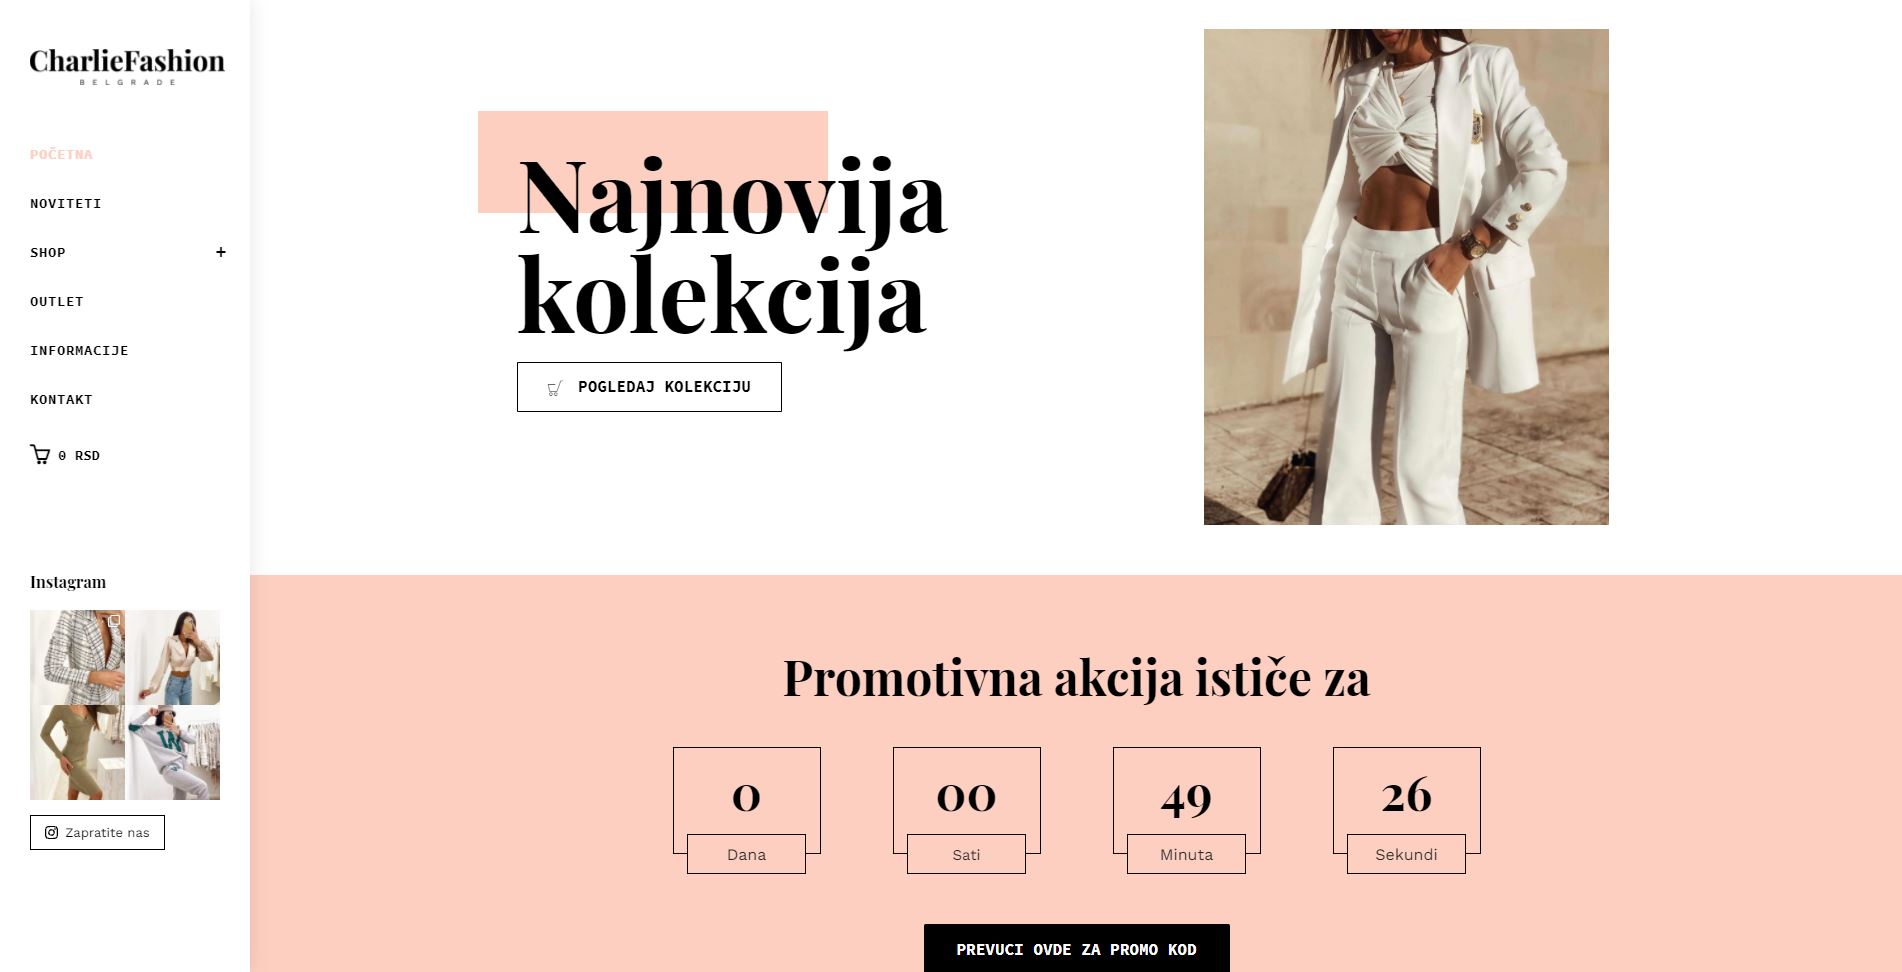 CharlieFashion
BELGRADE
POČETNA
NOVITETI
SHOP +
OUTLET
INFORMACIJE
KONTAKT
0 RSD
Instagram
Zapratite nas
Najnovija
kolekcija
POGLEDAJ KOLEKCIJU
Promotivna akcija ističe za
0 00 49 26
Dana Sati Minuta Sekundi
PREVUCI OVDE ZA PROMO KOD